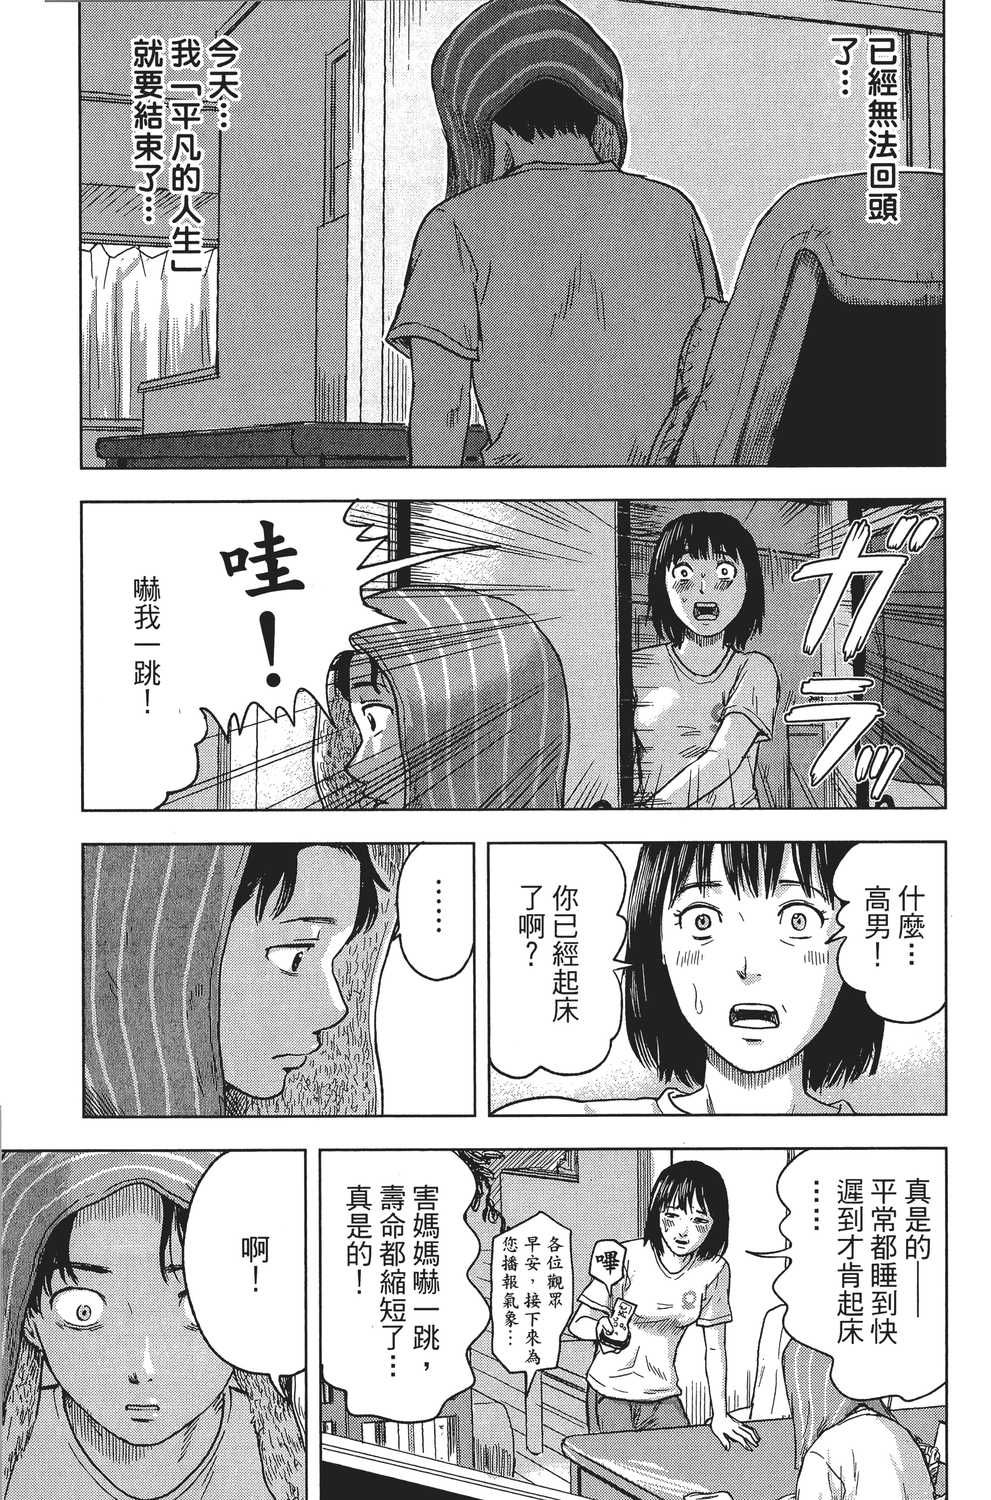 已經無法回頭
了…
今天…
我「平凡的人生」
就要結束了…
ガラッ
哇！
嚇我一跳！
什麼…
高男！
你已經起床
了啊？
……
真是的——
平常都睡到快
遲到才肯起床
……
嗶
各位觀眾
早安，接下來為
您播報氣象…
害媽媽嚇一跳，
壽命都縮短了…
真是的！
啊！